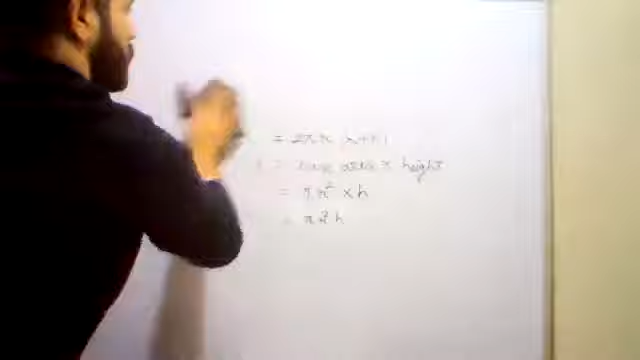 = 2πr (h+r)
= base area × height
= πr² × h
= πr²h